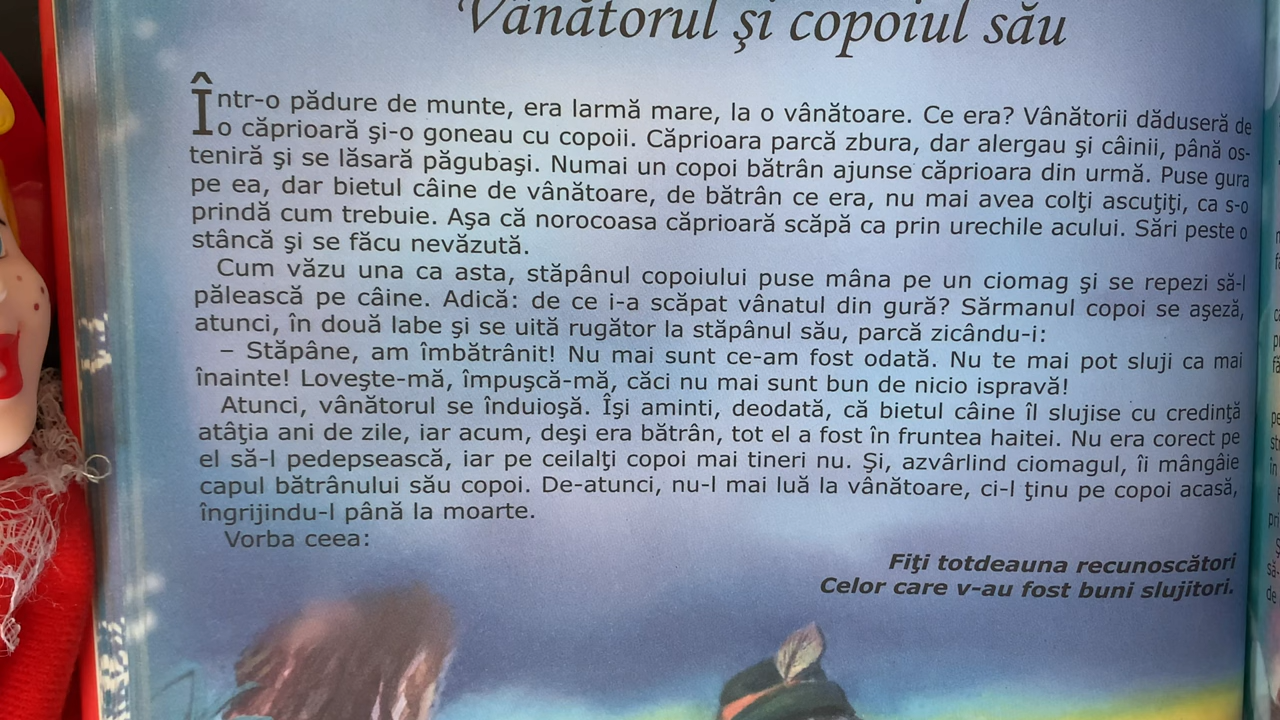 Vânătorul şi copoiul său
Într-o pădure de munte, era larmă mare, la o vânătoare. Ce era? Vânătorii dăduseră de
o căprioară şi-o goneau cu copoii. Căprioara parcă zbura, dar alergau şi câinii, până os-
teniră şi se lăsară păgubaşi. Numai un copoi bătrân ajunse căprioara din urmă. Puse gura
pe ea, dar bietul câine de vânătoare, de bătrân ce era, nu mai avea colţi ascuţiţi, ca s-o
prindă cum trebuie. Aşa că norocoasa căprioară scăpă ca prin urechile acului. Sări peste o
stâncă şi se făcu nevăzută.
Cum văzu una ca asta, stăpânul copoiului puse mâna pe un ciomag şi se repezi să-l
pălească pe câine. Adică: de ce i-a scăpat vânatul din gură? Sărmanul copoi se aşeză,
atunci, în două labe şi se uită rugător la stăpânul său, parcă zicându-i:
– Stăpâne, am îmbătrânit! Nu mai sunt ce-am fost odată. Nu te mai pot sluji ca mai
înainte! Loveşte-mă, împuşcă-mă, căci nu mai sunt bun de nicio ispravă!
Atunci, vânătorul se înduioşă. Îşi aminti, deodată, că bietul câine îl slujise cu credinţă
atâţia ani de zile, iar acum, deşi era bătrân, tot el a fost în fruntea haitei. Nu era corect pe
el să-l pedepsească, iar pe ceilalţi copoi mai tineri nu. Şi, azvârlind ciomagul, îi mângâie
capul bătrânului său copoi. De-atunci, nu-l mai luă la vânătoare, ci-l ţinu pe copoi acasă,
îngrijindu-l până la moarte.
Vorba ceea:
Fiţi totdeauna recunoscători
Celor care v-au fost buni slujitori.